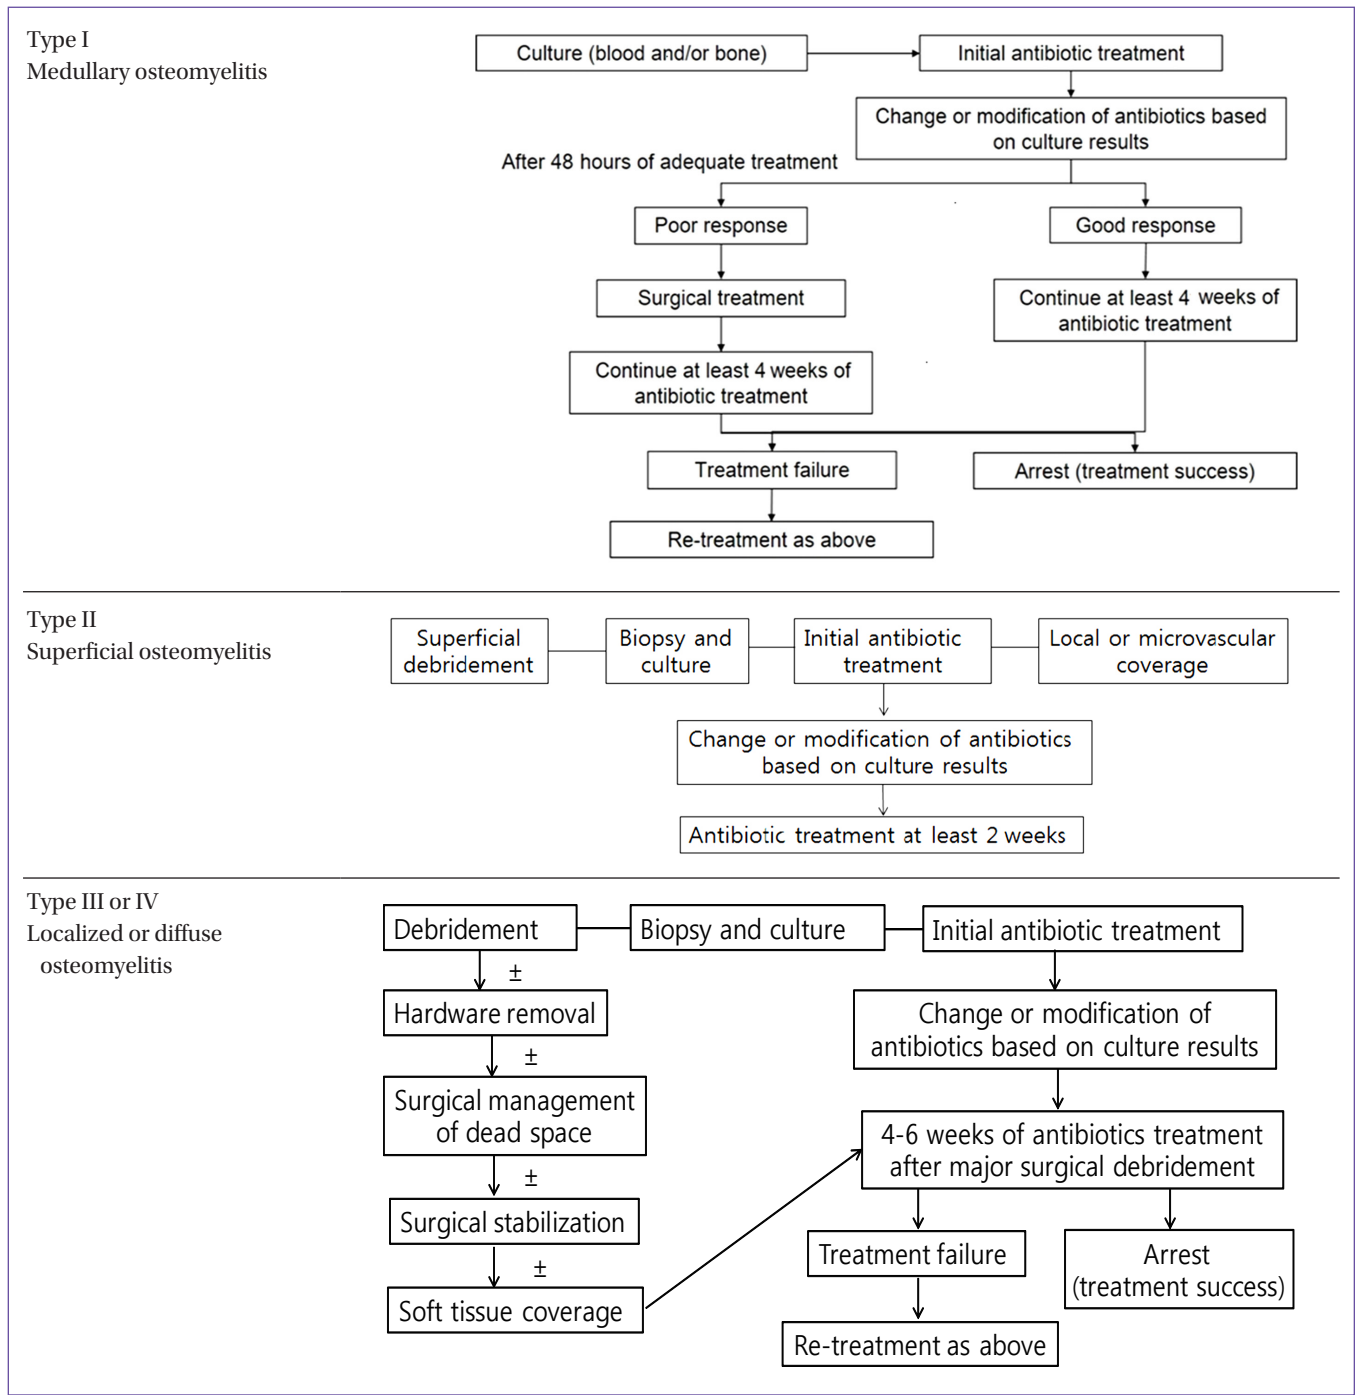 Type I
Medullary osteomyelitis
Culture (blood and/or bone)
Initial antibiotic treatment
Change or modification of antibiotics based
on culture results
After 48 hours of adequate treatment
Poor response
Good response
Surgical treatment
Continue at least 4 weeks of
antibiotic treatment
Continue at least 4 weeks of
antibiotic treatment
Treatment failure
Arrest (treatment success)
Re-treatment as above
Type II
Superficial osteomyelitis
Superficial
debridement
Biopsy and
culture
Initial antibiotic
treatment
Local or microvascular
coverage
Change or modification of antibiotics
based on culture results
Antibiotic treatment at least 2 weeks
Type III or IV
Localized or diffuse
osteomyelitis
Debridement
Biopsy and culture
Initial antibiotic treatment
±
Hardware removal
±
Surgical management
of dead space
±
Surgical stabilization
±
Soft tissue coverage
Change or modification of
antibiotics based on culture results
4-6 weeks of antibiotics treatment
after major surgical debridement
Treatment failure
Arrest
(treatment success)
Re-treatment as above